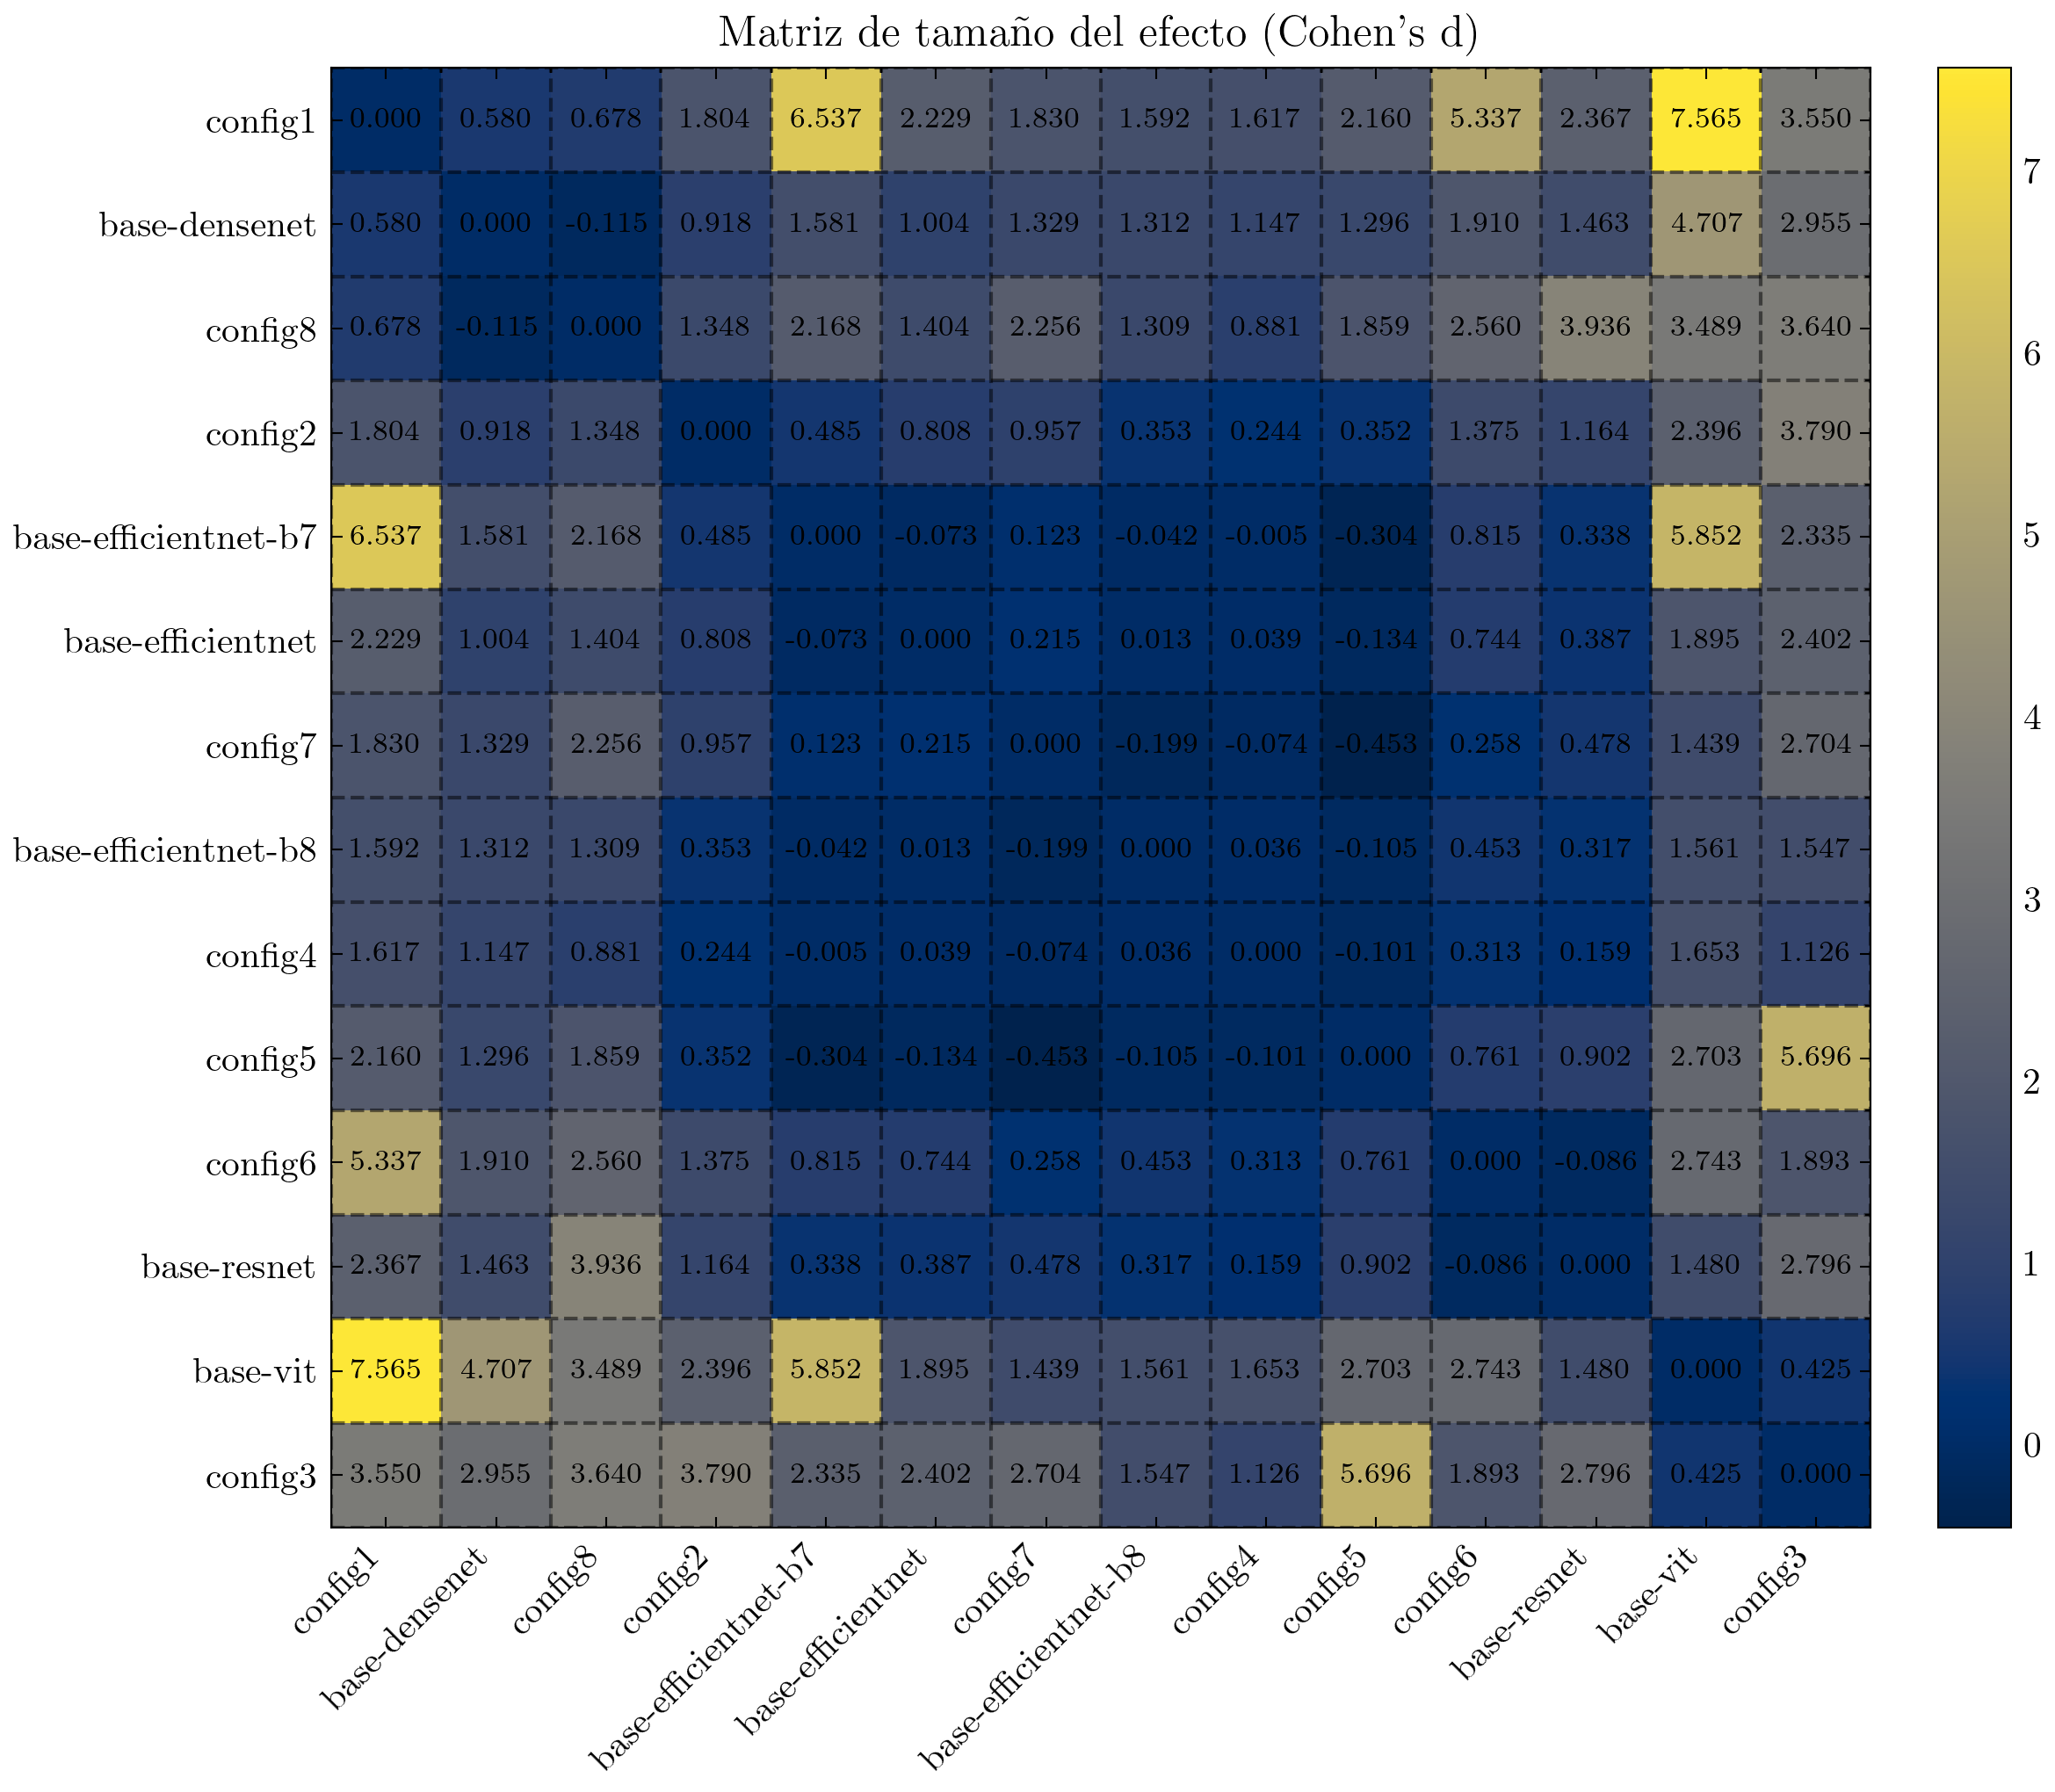 Matriz de tamaño del efecto (Cohen’s d)
config1 0.000 0.580 0.678 1.804 6.537 2.229 1.830 1.592 1.617 2.160 5.337 2.367 7.565 3.550
base-densenet 0.580 0.000 -0.115 0.918 1.581 1.004 1.329 1.312 1.147 1.296 1.910 1.463 4.707 2.955
config8 0.678 -0.115 0.000 1.348 2.168 1.404 2.256 1.309 0.881 1.859 2.560 3.936 3.489 3.640
config2 1.804 0.918 1.348 0.000 0.485 0.808 0.957 0.353 0.244 0.352 1.375 1.164 2.396 3.790
base-efficientnet-b7 6.537 1.581 2.168 0.485 0.000 -0.073 0.123 -0.042 -0.005 -0.304 0.815 0.338 5.852 2.335
base-efficientnet 2.229 1.004 1.404 0.808 -0.073 0.000 0.215 0.013 0.039 -0.134 0.744 0.387 1.895 2.402
config7 1.830 1.329 2.256 0.957 0.123 0.215 0.000 -0.199 -0.074 -0.453 0.258 0.478 1.439 2.704
base-efficientnet-b8 1.592 1.312 1.309 0.353 -0.042 0.013 -0.199 0.000 0.036 -0.105 0.453 0.317 1.561 1.547
config4 1.617 1.147 0.881 0.244 -0.005 0.039 -0.074 0.036 0.000 -0.101 0.313 0.159 1.653 1.126
config5 2.160 1.296 1.859 0.352 -0.304 -0.134 -0.453 -0.105 -0.101 0.000 0.761 0.902 2.703 5.696
config6 5.337 1.910 2.560 1.375 0.815 0.744 0.258 0.453 0.313 0.761 0.000 -0.086 2.743 1.893
base-resnet 2.367 1.463 3.936 1.164 0.338 0.387 0.478 0.317 0.159 0.902 -0.086 0.000 1.480 2.796
base-vit 7.565 4.707 3.489 2.396 5.852 1.895 1.439 1.561 1.653 2.703 2.743 1.480 0.000 0.425
config3 3.550 2.955 3.640 3.790 2.335 2.402 2.704 1.547 1.126 5.696 1.893 2.796 0.425 0.000
config1 base-densenet config8 config2 base-efficientnet-b7 base-efficientnet config7 base-efficientnet-b8 config4 config5 config6 base-resnet base-vit config3
7
6
5
4
3
2
1
0